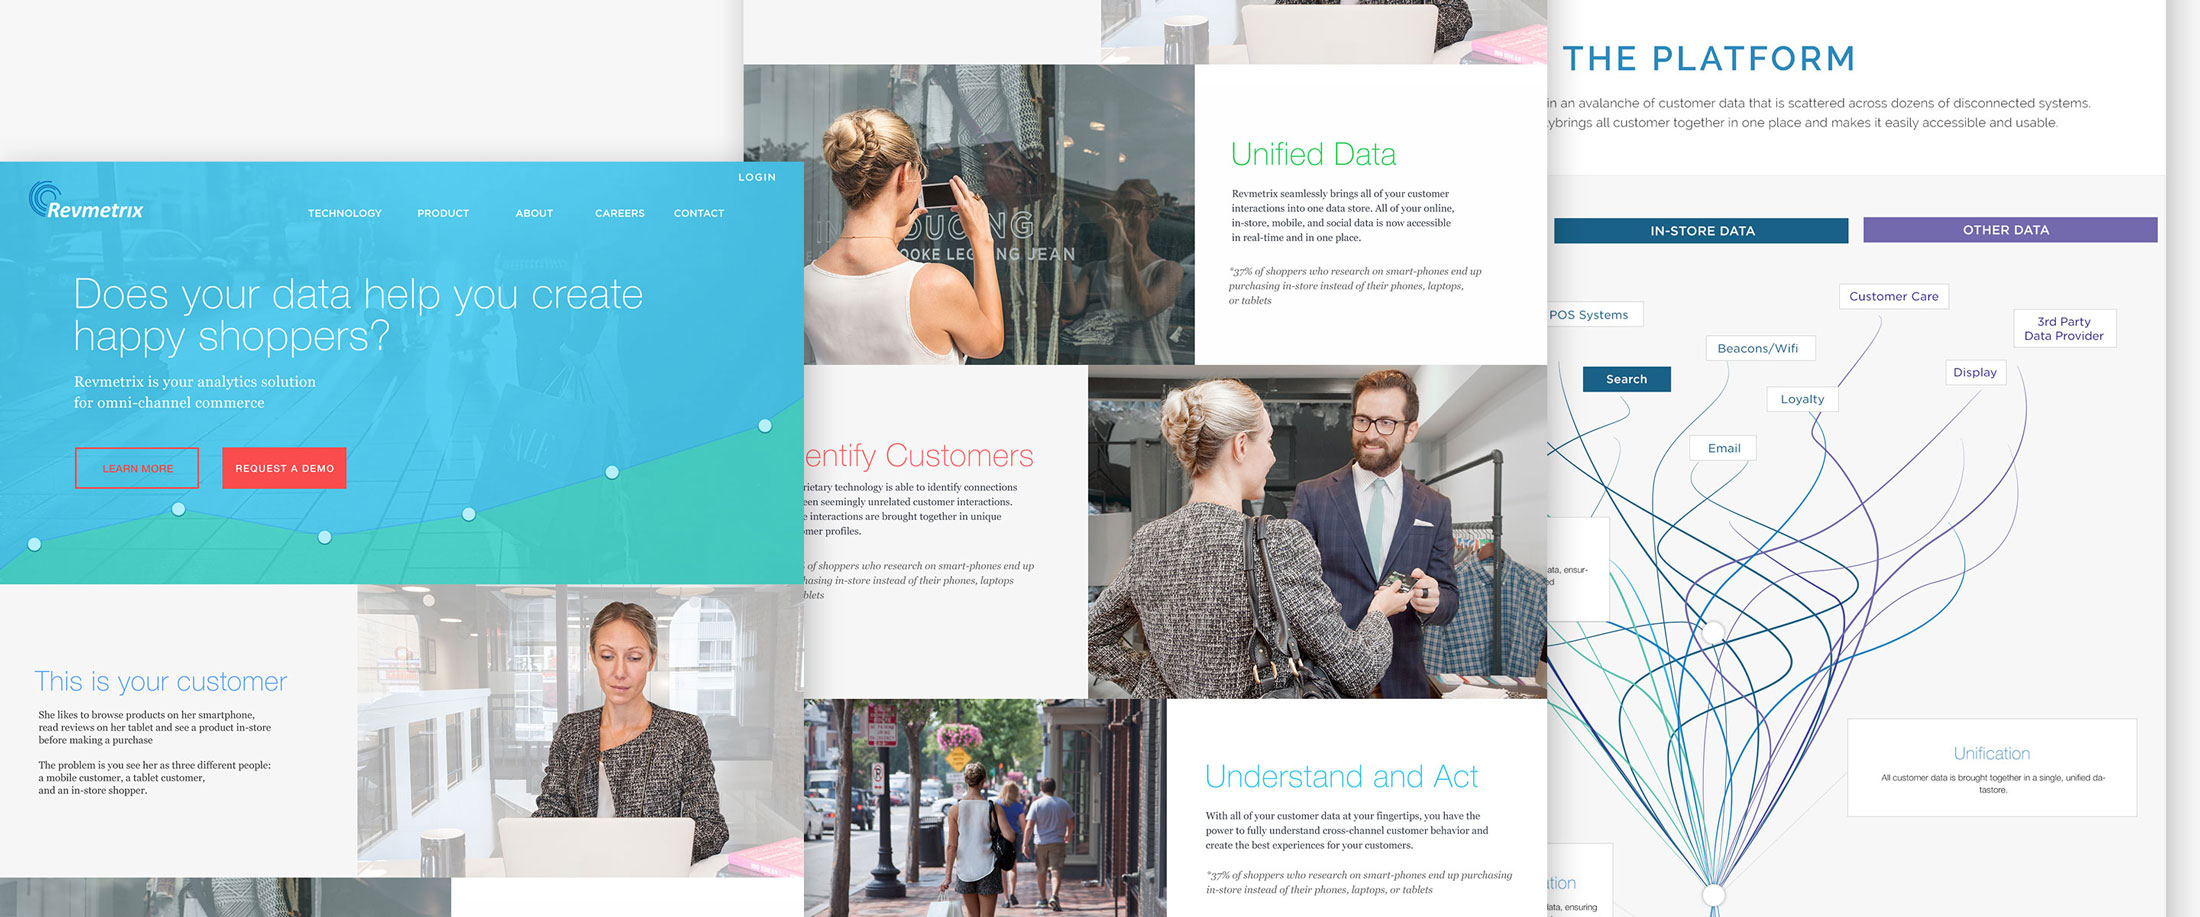 LOGIN
Revmetrix
TECHNOLOGY PRODUCT ABOUT CAREERS CONTACT
Does your data help you create
happy shoppers?
Revmetrix is your analytics solution
for omni-channel commerce
LEARN MORE REQUEST A DEMO
This is your customer
She likes to browse products on her smartphone,
read reviews on her tablet and see a product in-store
before making a purchase
The problem is you see her as three different people:
a mobile customer, a tablet customer,
and an in-store shopper.
DUCNG
OOKE LEG NG JEAN
Unified Data
Revmetrix seamlessly brings all of your customer
interactions into one data store. All of your online,
in-store, mobile, and social data is now accessible
in real-time and in one place.
*37% of shoppers who research on smart-phones end up
purchasing in-store instead of their phones, laptops,
or tablets
entify Customers
rietary technology is able to identify connections
een seemingly unrelated customer interactions.
e interactions are brought together in unique
omer profiles.
of shoppers who research on smart-phones end up
hasing in-store instead of their phones, laptops
blets
Understand and Act
With all of your customer data at your fingertips, you have the
power to fully understand cross-channel customer behavior and
create the best experiences for your customers.
*37% of shoppers who research on smart-phones end up purchasing
in-store instead of their phones, laptops, or tablets
THE PLATFORM
in an avalanche of customer data that is scattered across dozens of disconnected systems.
ybrings all customer together in one place and makes it easily accessible and usable.
IN-STORE DATA OTHER DATA
Customer Care
POS Systems
3rd Party
Data Provider
Beacons/Wifi
Display
Search
Loyalty
Email
ata, ensur-
ed
Unification
All customer data is brought together in a single, unified da-
tastore.
tion
lata, ensuring